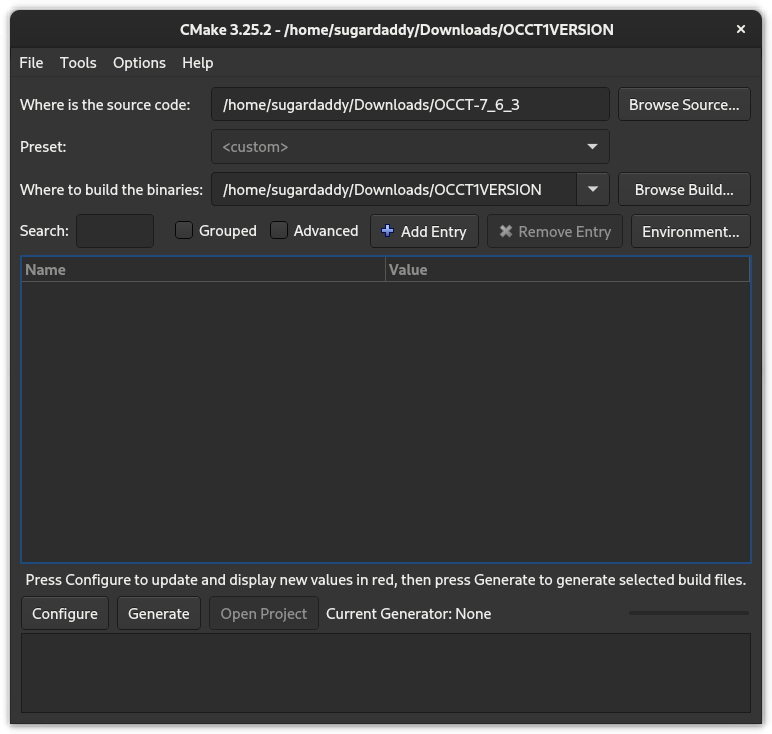 CMake 3.25.2 - /home/sugardaddy/Downloads/OCCT1VERSION
File Tools Options Help
Where is the source code: /home/sugardaddy/Downloads/OCCT-7_6_3 Browse Source...
Preset: <custom>
Where to build the binaries: /home/sugardaddy/Downloads/OCCT1VERSION Browse Build...
Search: Grouped Advanced Add Entry Remove Entry Environment...
Name Value
Press Configure to update and display new values in red, then press Generate to generate selected build files.
Configure Generate Open Project Current Generator: None